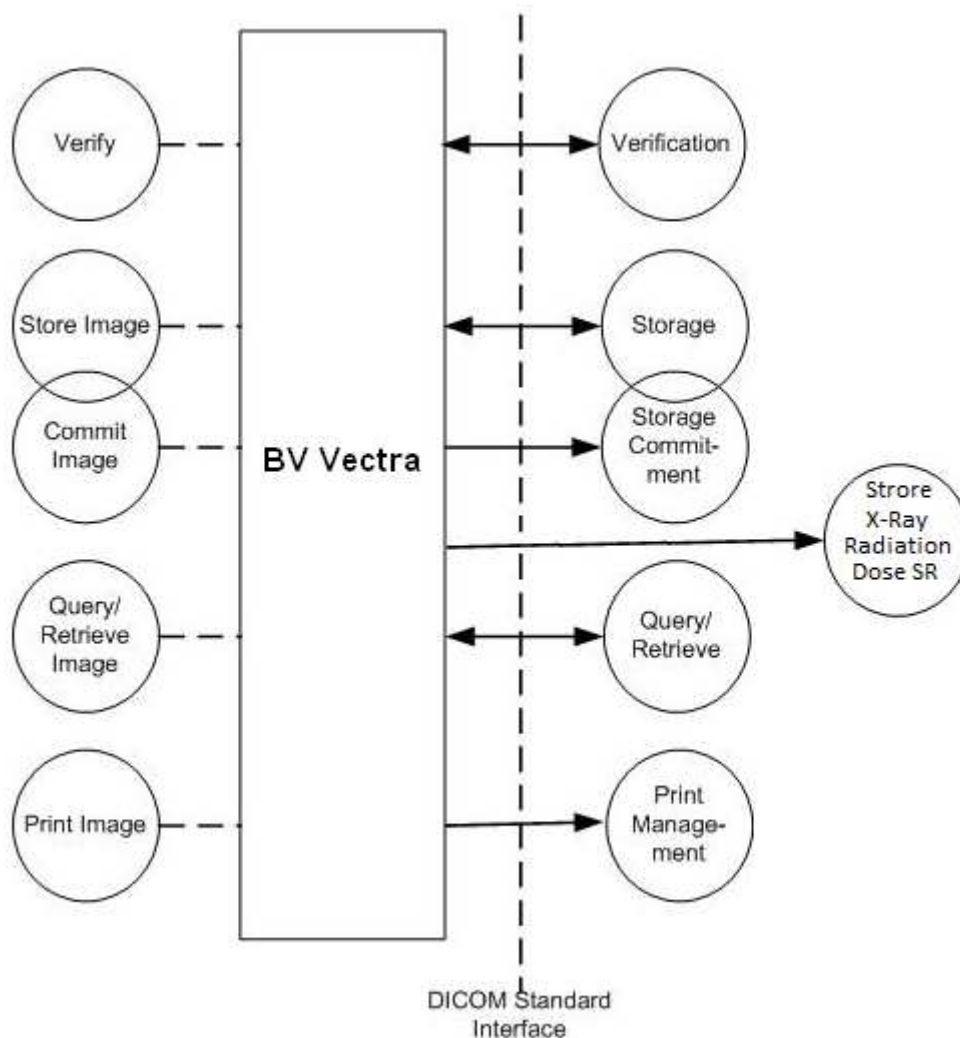 Verify
Verification
Store Image
Storage
Commit
Image
BV Vectra
Storage
Commit-
ment
Strore
X-Ray
Radiation
Dose SR
Query/
Retrieve
Image
Query/
Retrieve
Print Image
Print
Manage-
ment
DICOM Standard
Interface